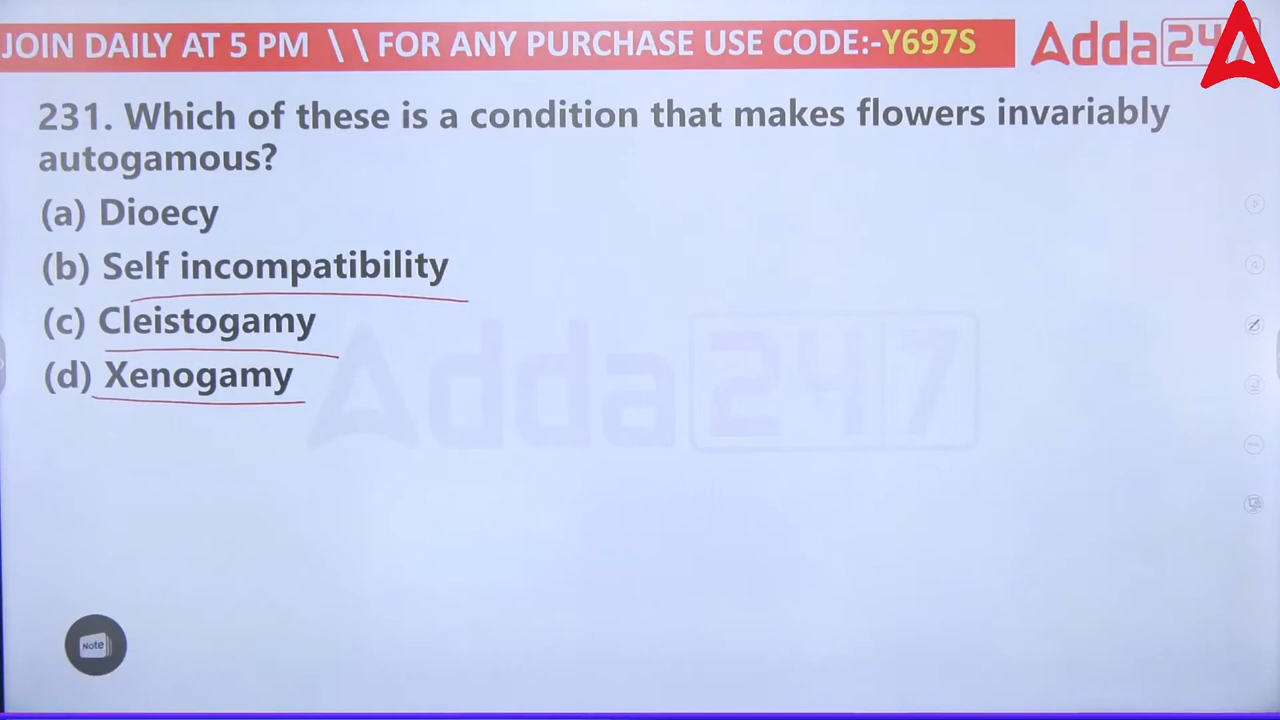 JOIN DAILY AT 5 PM \\ FOR ANY PURCHASE USE CODE:-Y697S
Adda247
231. Which of these is a condition that makes flowers invariably
autogamous?
(a) Dioecy
(b) Self incompatibility
(c) Cleistogamy
(d) Xenogamy
Adda247
Note